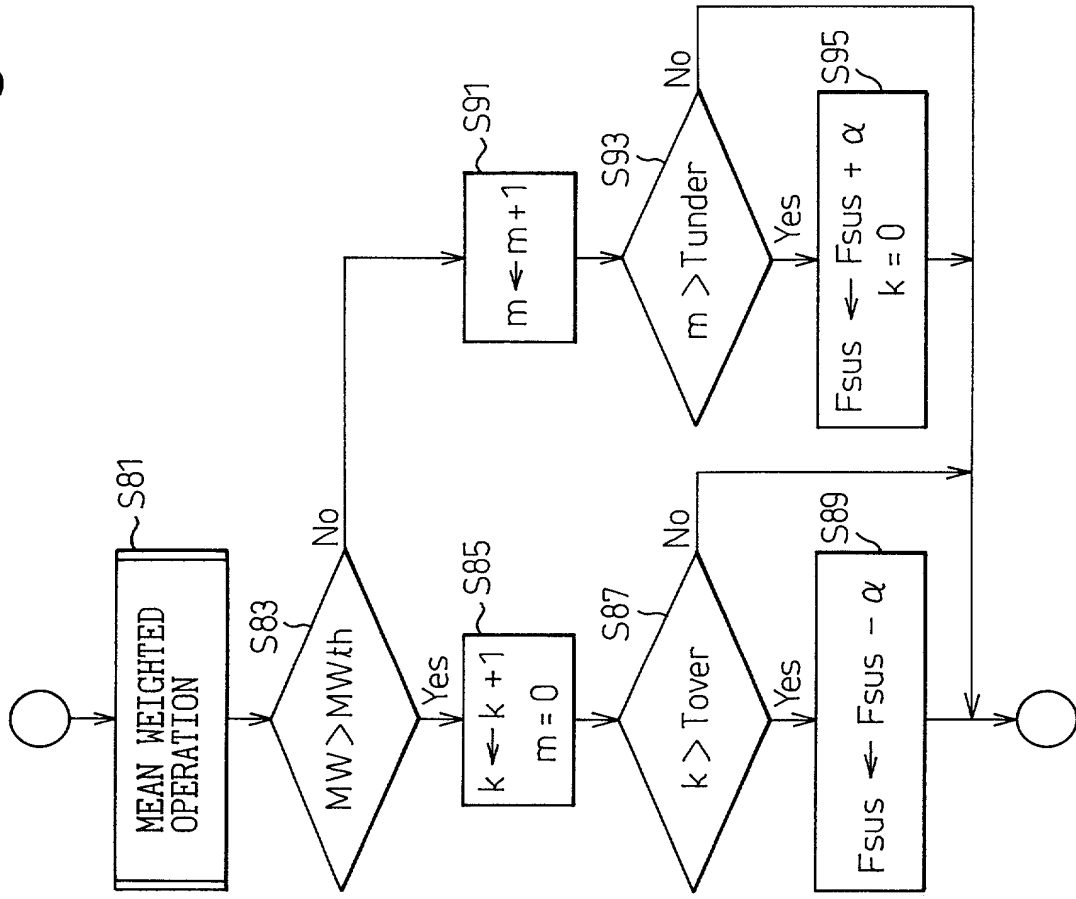 S81
MEAN WEIGHTED
OPERATION
S83
MW > MWth
No
Yes
S85
k ← k + 1
m = 0
S87
k > Tover
No
Yes
S89
Fsus ← Fsus - α
S91
m ← m + 1
S93
m > Tunder
No
Yes
S95
Fsus ← Fsus + α
k = 0